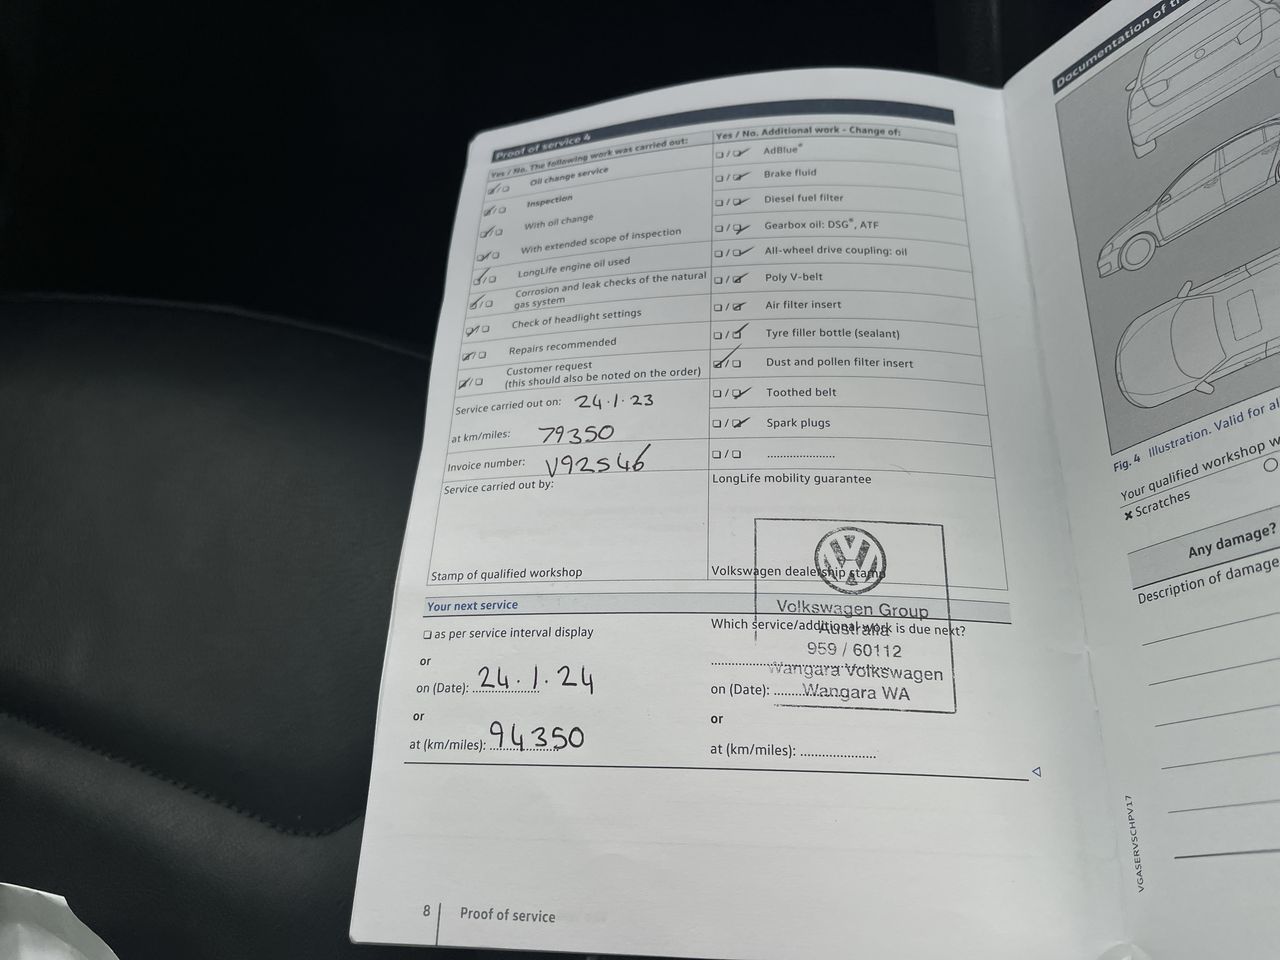 Proof of service 4
Yes / No. The following work was carried out:
Oil change service
Inspection
With oil change
With extended scope of inspection
LongLife engine oil used
Corrosion and leak checks of the natural
gas system
Check of headlight settings
Repairs recommended
Customer request
(this should also be noted on the order)
Service carried out on: 24.1.23
at km/miles: 79350
Invoice number: V92546
Service carried out by:
Stamp of qualified workshop
Yes / No. Additional work - Change of:
AdBlue®
Brake fluid
Diesel fuel filter
Gearbox oil: DSG®, ATF
All-wheel drive coupling: oil
Poly V-belt
Air filter insert
Tyre filler bottle (sealant)
Dust and pollen filter insert
Toothed belt
Spark plugs
LongLife mobility guarantee
Volkswagen dealership stamp
Volkswagen Group
Australia
959 / 60112
Wangara Volkswagen
Wangara WA
Your next service
as per service interval display
or
on (Date): 24.1.24
or
at (km/miles): 94350
Which service/additional work is due next?
on (Date):
or
at (km/miles):
8 Proof of service
Documentation of
Fig. 4 Illustration. Valid for
Your qualified workshop
Scratches
Any damage?
Description of damage
VGASERVSCHPV17